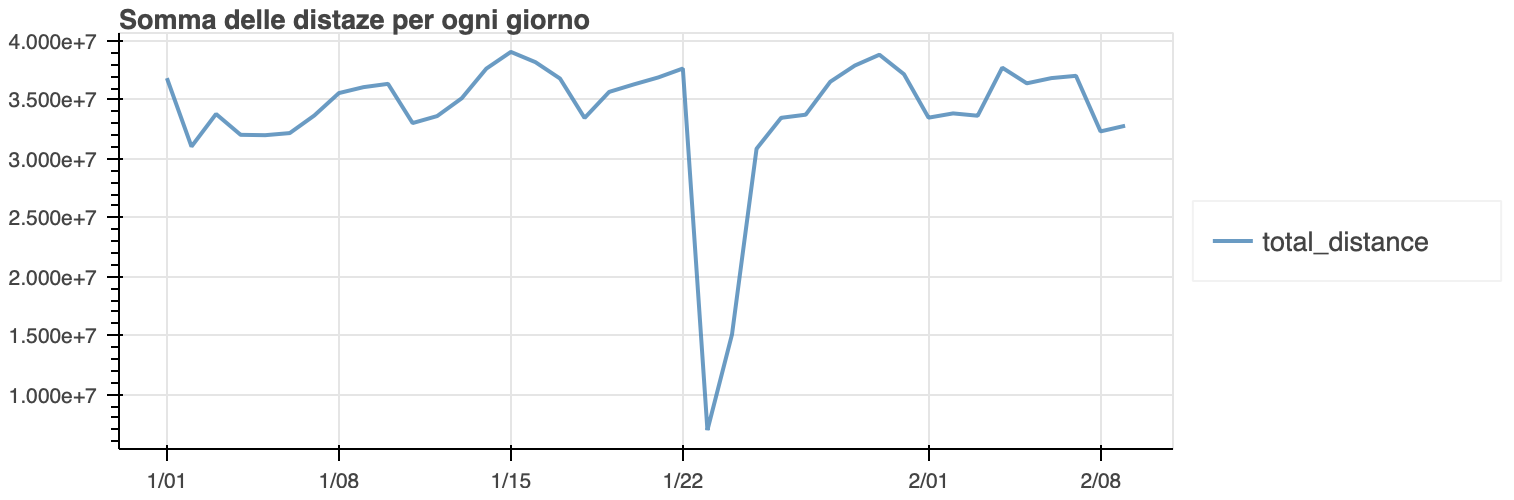 Somma delle distaze per ogni giorno
4.000e+7
3.500e+7
3.000e+7
2.500e+7
2.000e+7
1.500e+7
1.000e+7
1/01 1/08 1/15 1/22 2/01 2/08
total_distance